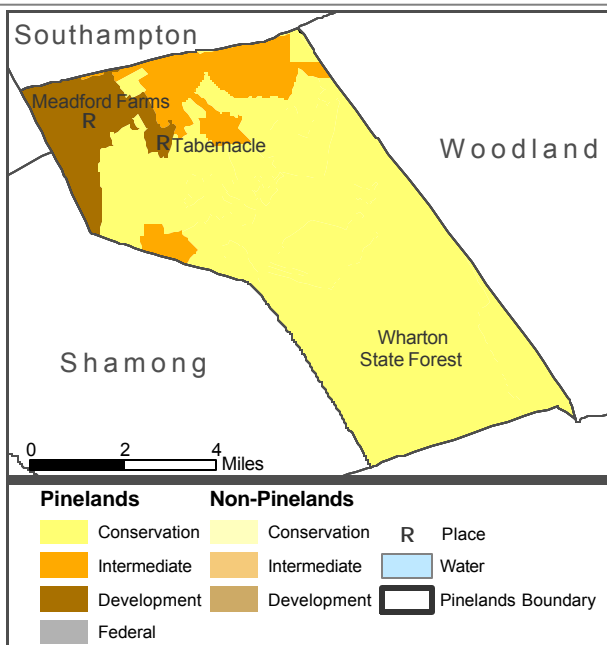 Southampton
Meadford Farms
R
R Tabernacle
Woodland
Wharton
State Forest
Shamong
0 2 4
Miles
Pinelands Non-Pinelands
Conservation Conservation R Place
Intermediate Intermediate Water
Development Development Pinelands Boundary
Federal